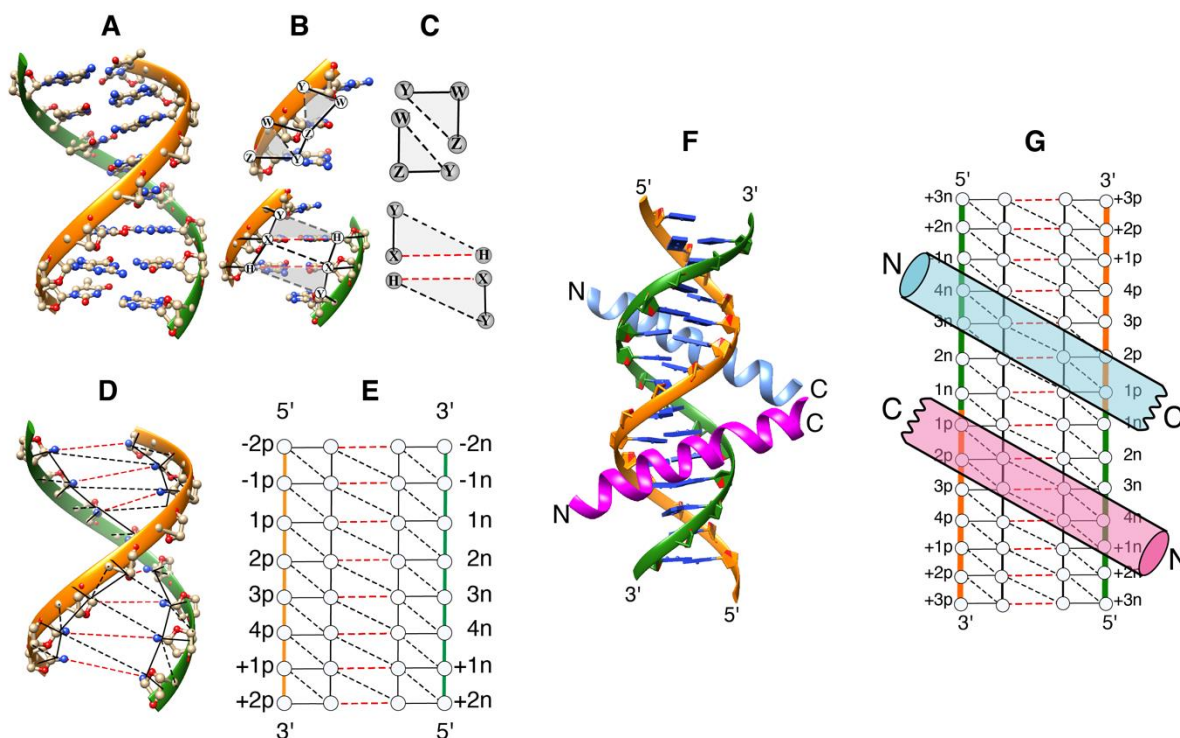 A
B
C
Y
W
W
Z
Z
Y
Y
W
W
Z
Z
Y
Y
X
H
H
X
Y
Y
X
H
H
X
Y
D
E
5' 3'
-2p -2n
-1p -1n
1p 1n
2p 2n
3p 3n
4p 4n
+1p +1n
+2p +2n
3' 5'
F
5' 3'
N
C
C
N
3' 5'
G
5' 3'
+3n +3p
+2n +2p
1n +1p
N
4n 4p
3n 3p
2n 2p
1n 1p
C
C
1p 1n
2p 2n
3p 3n
4p 4n
+1p +1n
N
+2p +2n
+3p +3n
3' 5'